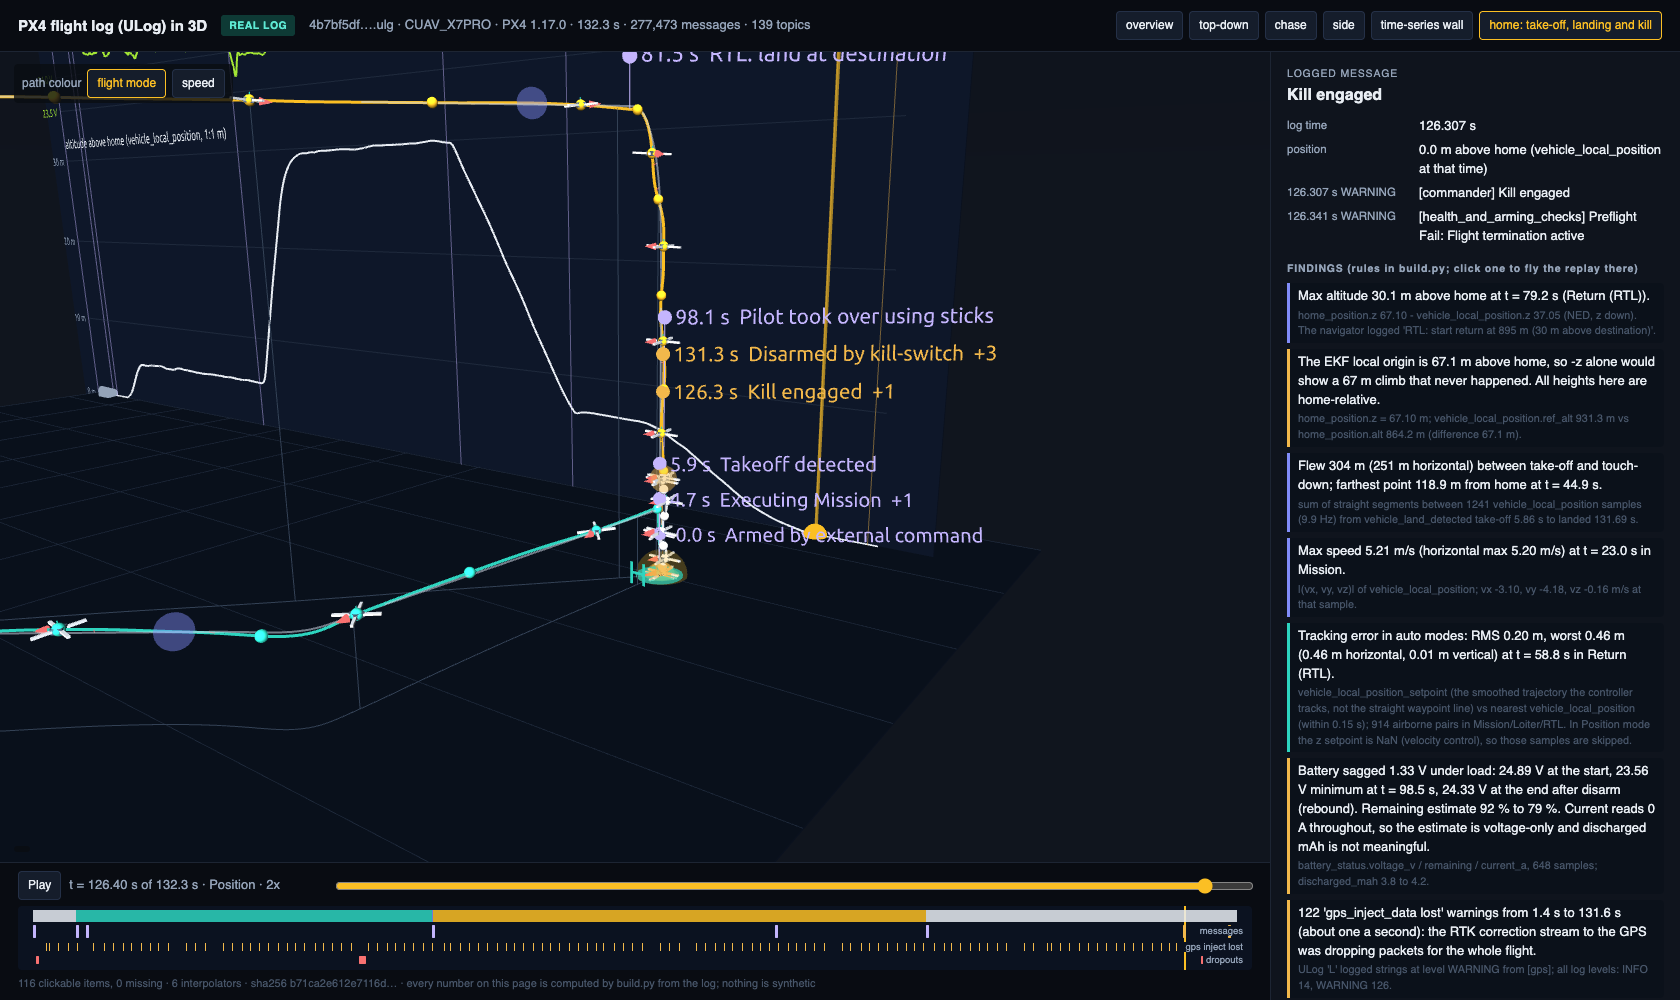 PX4 flight log (ULog) in 3D
REAL LOG
4b7bf5df….ulg · CUAV_X7PRO · PX4 1.17.0 · 132.3 s · 277,473 messages · 139 topics
overview
top-down
chase
side
time-series wall
home: take-off, landing and kill
path colour
flight mode
speed
81.5 s RTL: land at destination
23.5 V
altitude above home (vehicle_local_position, 1:1 m)
30 m
20 m
10 m
0 m
98.1 s Pilot took over using sticks
131.3 s Disarmed by kill-switch +3
126.3 s Kill engaged +1
5.9 s Takeoff detected
4.7 s Executing Mission +1
0.0 s Armed by external command
LOGGED MESSAGE
Kill engaged
log time 126.307 s
position 0.0 m above home (vehicle_local_position
at that time)
126.307 s WARNING [commander] Kill engaged
126.341 s WARNING [health_and_arming_checks] Preflight
Fail: Flight termination active
FINDINGS (rules in build.py; click one to fly the replay there)
Max altitude 30.1 m above home at t = 79.2 s (Return (RTL)).
home_position.z 67.10 - vehicle_local_position.z 37.05 (NED, z down).
The navigator logged 'RTL: start return at 895 m (30 m above destination)'.
The EKF local origin is 67.1 m above home, so -z alone would
show a 67 m climb that never happened. All heights here are
home-relative.
home_position.z = 67.10 m; vehicle_local_position.ref_alt 931.3 m vs
home_position.alt 864.2 m (difference 67.1 m).
Flew 304 m (251 m horizontal) between take-off and touch-
down; farthest point 118.9 m from home at t = 44.9 s.
sum of straight segments between 1241 vehicle_local_position samples
(9.9 Hz) from vehicle_land_detected take-off 5.86 s to landed 131.69 s.
Max speed 5.21 m/s (horizontal max 5.20 m/s) at t = 23.0 s in
Mission.
|(vx, vy, vz)| of vehicle_local_position; vx -3.10, vy -4.18, vz -0.16 m/s at
that sample.
Tracking error in auto modes: RMS 0.20 m, worst 0.46 m
(0.46 m horizontal, 0.01 m vertical) at t = 58.8 s in Return
(RTL).
vehicle_local_position_setpoint (the smoothed trajectory the controller
tracks, not the straight waypoint line) vs nearest vehicle_local_position
(within 0.15 s); 914 airborne pairs in Mission/Loiter/RTL. In Position mode
the z setpoint is NaN (velocity control), so those samples are skipped.
Battery sagged 1.33 V under load: 24.89 V at the start, 23.56
V minimum at t = 98.5 s, 24.33 V at the end after disarm
(rebound). Remaining estimate 92 % to 79 %. Current reads 0
A throughout, so the estimate is voltage-only and discharged
mAh is not meaningful.
battery_status.voltage_v / remaining / current_a, 648 samples;
discharged_mah 3.8 to 4.2.
122 'gps_inject_data lost' warnings from 1.4 s to 131.6 s
(about one a second): the RTK correction stream to the GPS
was dropping packets for the whole flight.
ULog 'L' logged strings at level WARNING from [gps]; all log levels: INFO
14, WARNING 126.
Play
t = 126.40 s of 132.3 s · Position · 2x
messages
gps inject lost
dropouts
116 clickable items, 0 missing · 6 interpolators · sha256 b71ca2e612e7116d… · every number on this page is computed by build.py from the log; nothing is synthetic